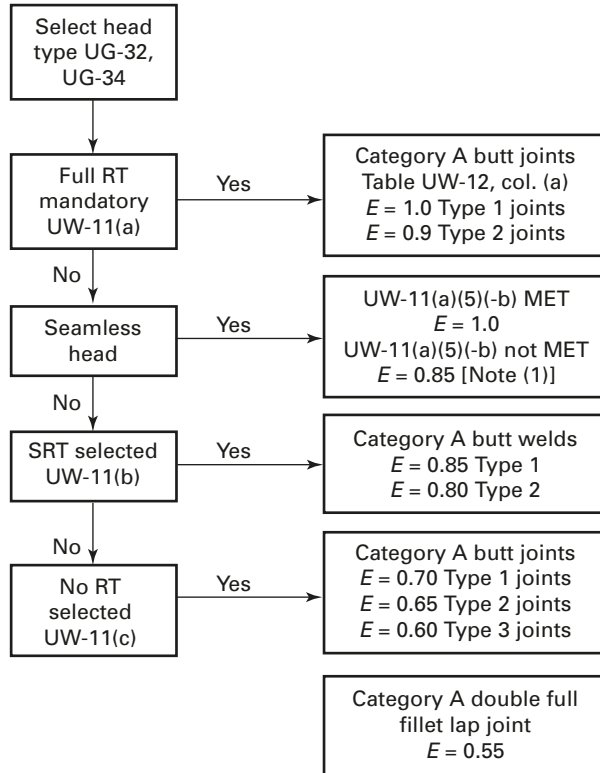 Select head
type UG-32,
UG-34
Full RT
mandatory
UW-11(a)
Yes
Category A butt joints
Table UW-12, col. (a)
E = 1.0 Type 1 joints
E = 0.9 Type 2 joints
No
Seamless
head
Yes
UW-11(a)(5)(-b) MET
E = 1.0
UW-11(a)(5)(-b) not MET
E = 0.85 [Note (1)]
No
SRT selected
UW-11(b)
Yes
Category A butt welds
E = 0.85 Type 1
E = 0.80 Type 2
No
No RT
selected
UW-11(c)
Yes
Category A butt joints
E = 0.70 Type 1 joints
E = 0.65 Type 2 joints
E = 0.60 Type 3 joints
Category A double full
fillet lap joint
E = 0.55